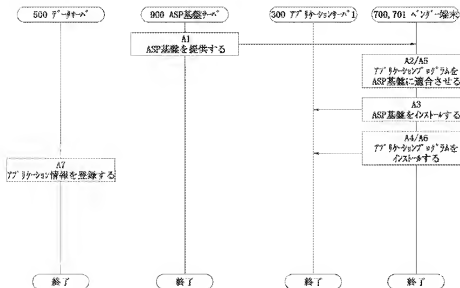 500 データサーバ
900 ASP基盤サーバ
300 アプリケーションサーバ1
700,701 ベンダー端末
A1
ASP基盤を提供する
A2/A5
アプリケーションプログラムを
ASP基盤に適合させる
A3
ASP基盤をインストールする
A4/A6
アプリケーションプログラムを
インストールする
A7
アプリケーション情報を登録する
終了
終了
終了
終了